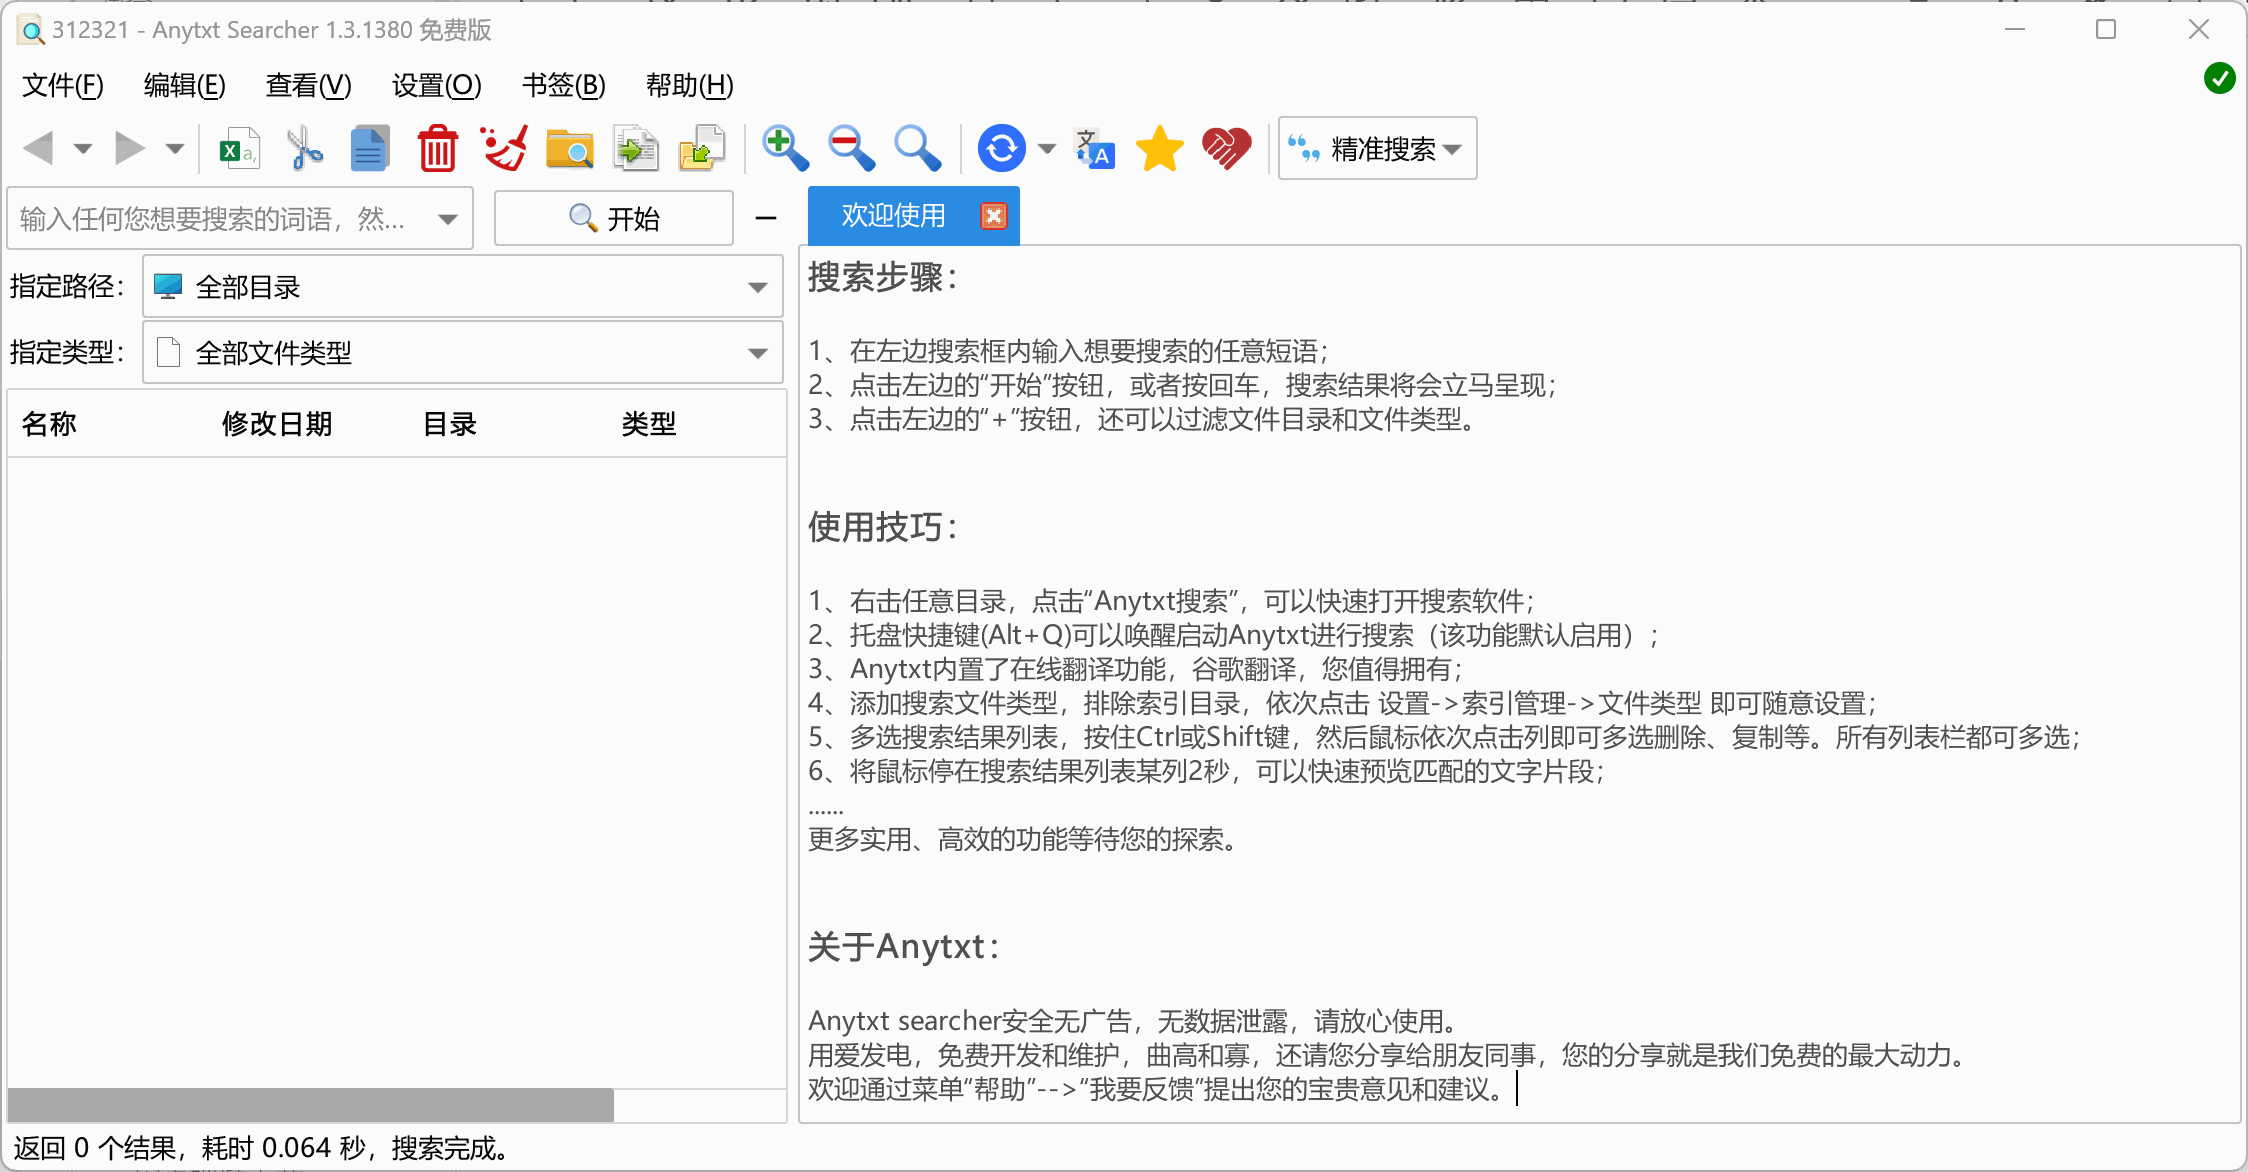 312321 - Anytxt Searcher 1.3.1380 免费版
文件(F) 编辑(E) 查看(V) 设置(O) 书签(B) 帮助(H)
精准搜索
输入任何您想要搜索的词语，然... 开始
欢迎使用
指定路径： 全部目录
指定类型： 全部文件类型
名称 修改日期 目录 类型
搜索步骤：
1、在左边搜索框内输入想要搜索的任意短语；
2、点击左边的“开始”按钮，或者按回车，搜索结果将会立马呈现；
3、点击左边的“+”按钮，还可以过滤文件目录和文件类型。
使用技巧：
1、右击任意目录，点击“Anytxt搜索”，可以快速打开搜索软件；
2、托盘快捷键(Alt+Q)可以唤醒启动Anytxt进行搜索（该功能默认启用）；
3、Anytxt内置了在线翻译功能，谷歌翻译，您值得拥有；
4、添加搜索文件类型，排除索引目录，依次点击 设置->索引管理->文件类型 即可随意设置；
5、多选搜索结果列表，按住Ctrl或Shift键，然后鼠标依次点击列即可多选删除、复制等。所有列表栏都可多选；
6、将鼠标停在搜索结果列表某列2秒，可以快速预览匹配的文字片段；
......
更多实用、高效的功能等待您的探索。
关于Anytxt：
Anytxt searcher安全无广告，无数据泄露，请放心使用。
用爱发电，免费开发和维护，曲高和寡，还请您分享给朋友同事，您的分享就是我们免费的最大动力。
欢迎通过菜单“帮助”-->“我要反馈”提出您的宝贵意见和建议。
返回 0 个结果，耗时 0.064 秒，搜索完成。